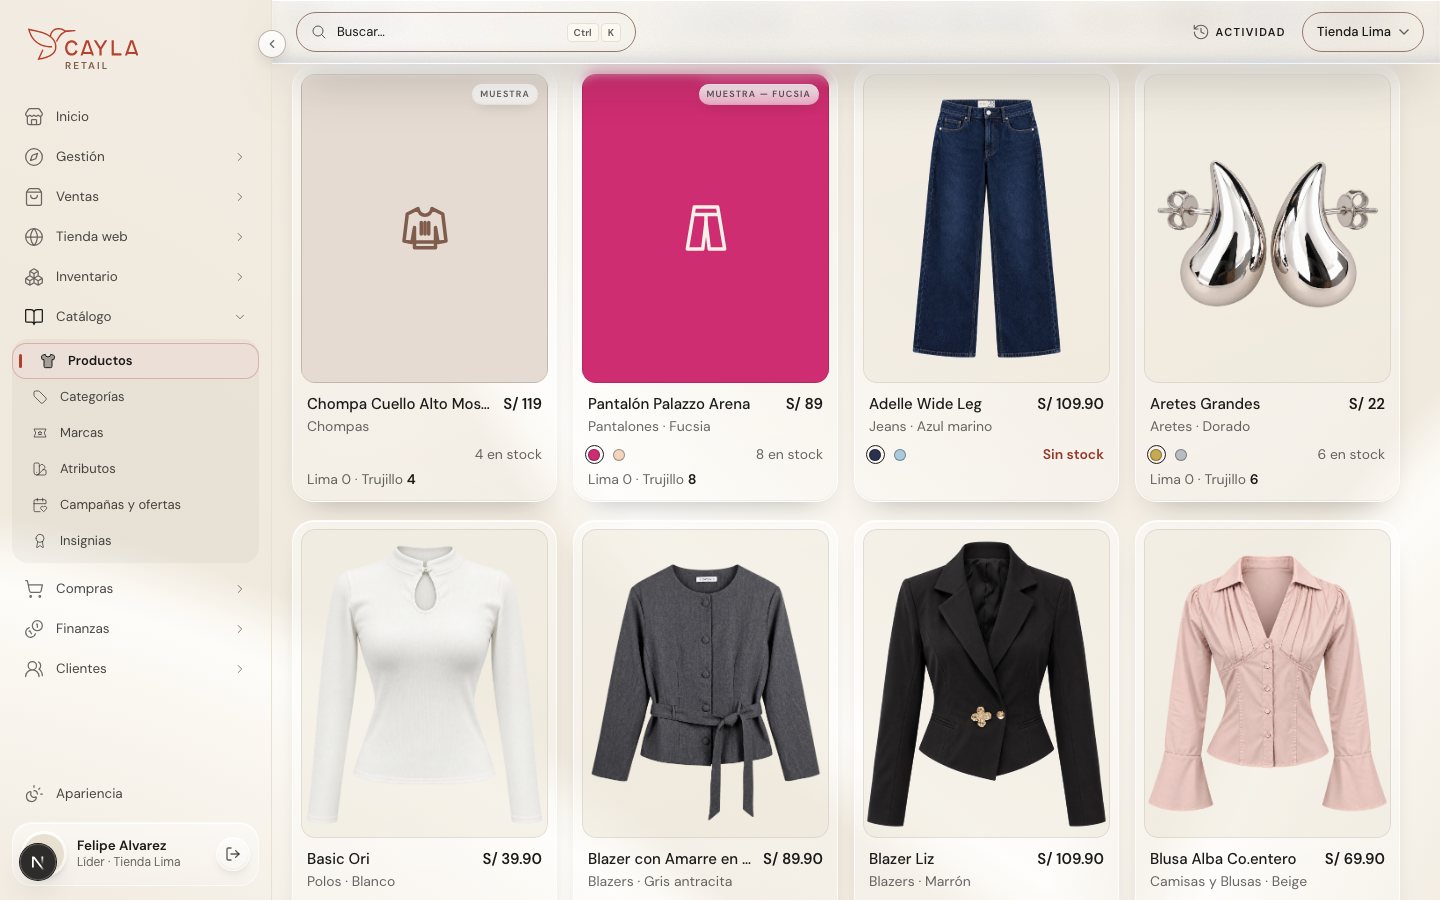 CAYLA
RETAIL
Buscar...
Ctrl K
ACTIVIDAD
Tienda Lima
Inicio
Gestión
Ventas
Tienda web
Inventario
Catálogo
Productos
Categorías
Marcas
Atributos
Campañas y ofertas
Insignias
Compras
Finanzas
Clientes
Apariencia
N
Felipe Alvarez
Líder · Tienda Lima
MUESTRA
Chompa Cuello Alto Mos... S/ 119
Chompas
4 en stock
Lima 0 · Trujillo 4
MUESTRA — FUCSIA
Pantalón Palazzo Arena S/ 89
Pantalones · Fucsia
8 en stock
Lima 0 · Trujillo 8
Adelle Wide Leg S/ 109.90
Jeans · Azul marino
Sin stock
Aretes Grandes S/ 22
Aretes · Dorado
6 en stock
Lima 0 · Trujillo 6
Basic Ori S/ 39.90
Polos · Blanco
Blazer con Amarre en ... S/ 89.90
Blazers · Gris antracita
Blazer Liz S/ 109.90
Blazers · Marrón
Blusa Alba Co.entero S/ 69.90
Camisas y Blusas · Beige